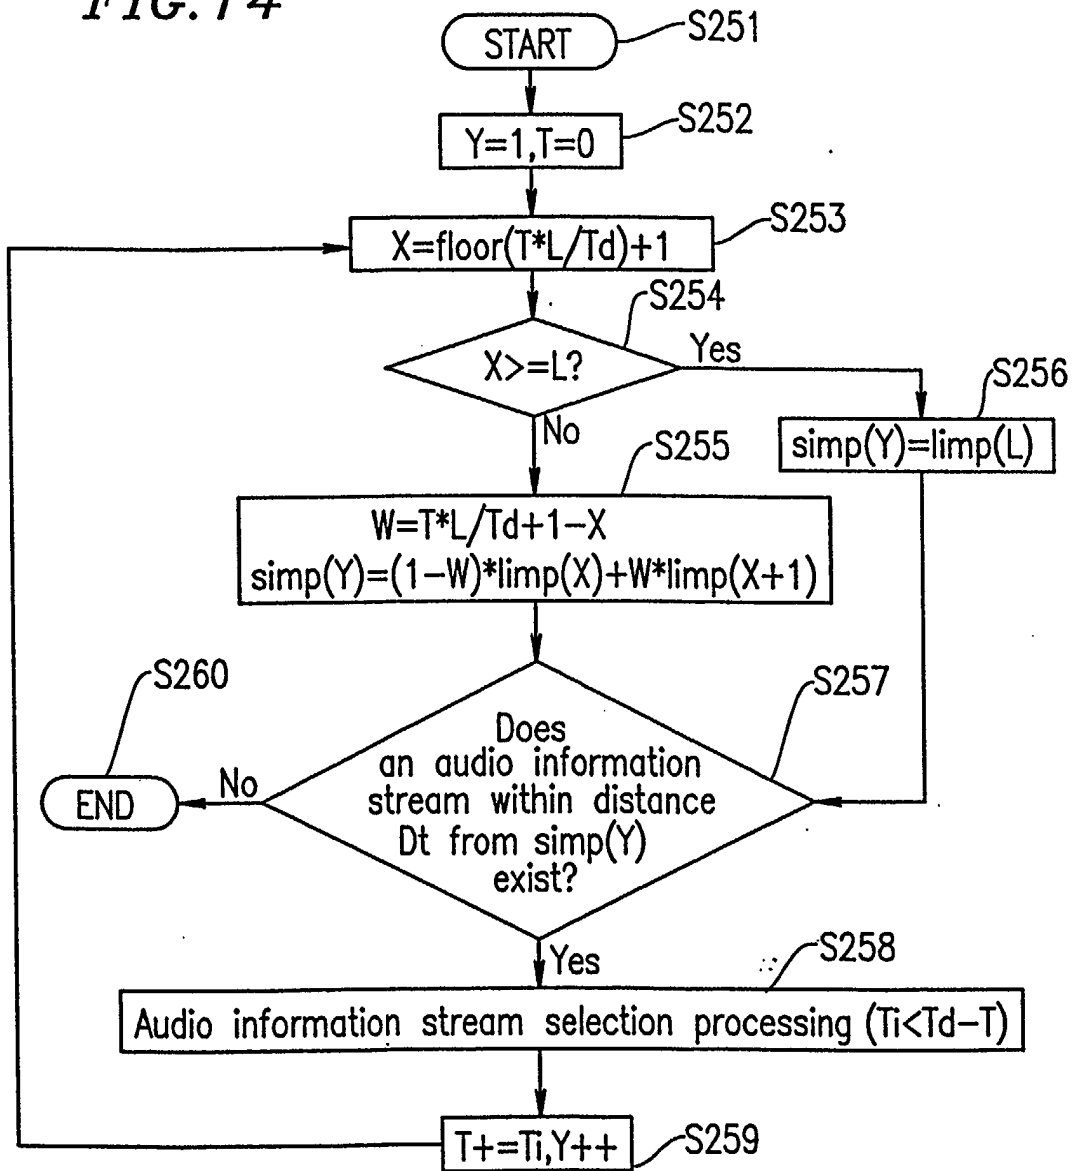 FIG. 14
START
S251
Y=1,T=0
S252
X=floor(T*L/Td)+1
S253
X>=L?
S254
Yes
No
simp(Y)=limp(L)
S256
W=T*L/Td+1-X
simp(Y)=(1-W)*limp(X)+W*limp(X+1)
S255
Does
an audio information
stream within distance
Dt from simp(Y)
exist?
S257
No
END
S260
Yes
Audio information stream selection processing (Ti<Td-T)
S258
T+=Ti,Y++
S259